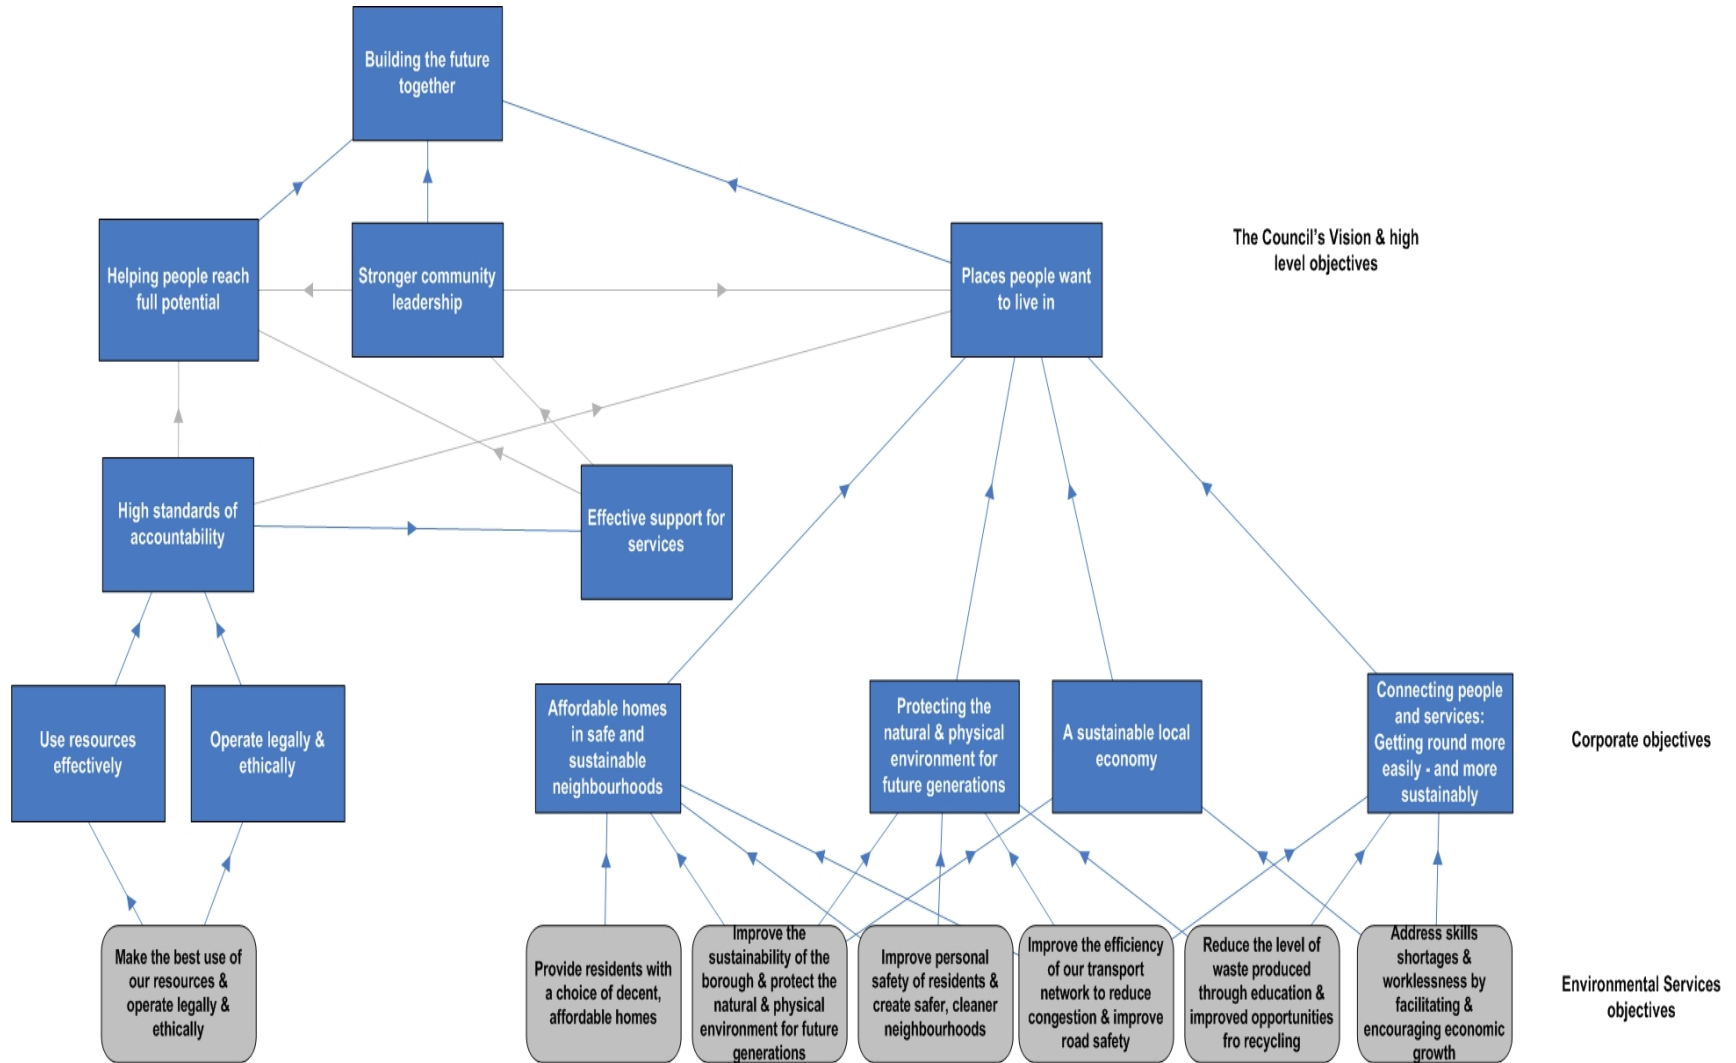 Building the future
together
Helping people reach
full potential
Stronger community
leadership
Places people want
to live in
The Council's Vision & high
level objectives
High standards of
accountability
Effective support for
services
Use resources
effectively
Operate legally &
ethically
Affordable homes
in safe and
sustainable
neighbourhoods
Protecting the
natural & physical
environment for
future generations
A sustainable local
economy
Connecting people
and services:
Getting round more
easily - and more
sustainably
Corporate objectives
Make the best use of
our resources &
operate legally &
ethically
Provide residents with
a choice of decent,
affordable homes
Improve the
sustainability of the
borough & protect the
natural & physical
environment for future
generations
Improve personal
safety of residents &
create safer, cleaner
neighbourhoods
Improve the efficiency
of our transport
network to reduce
congestion & improve
road safety
Reduce the level of
waste produced
through education &
improved opportunities
fro recycling
Address skills
shortages &
worklessness by
facilitating &
encouraging economic
growth
Environmental Services
objectives